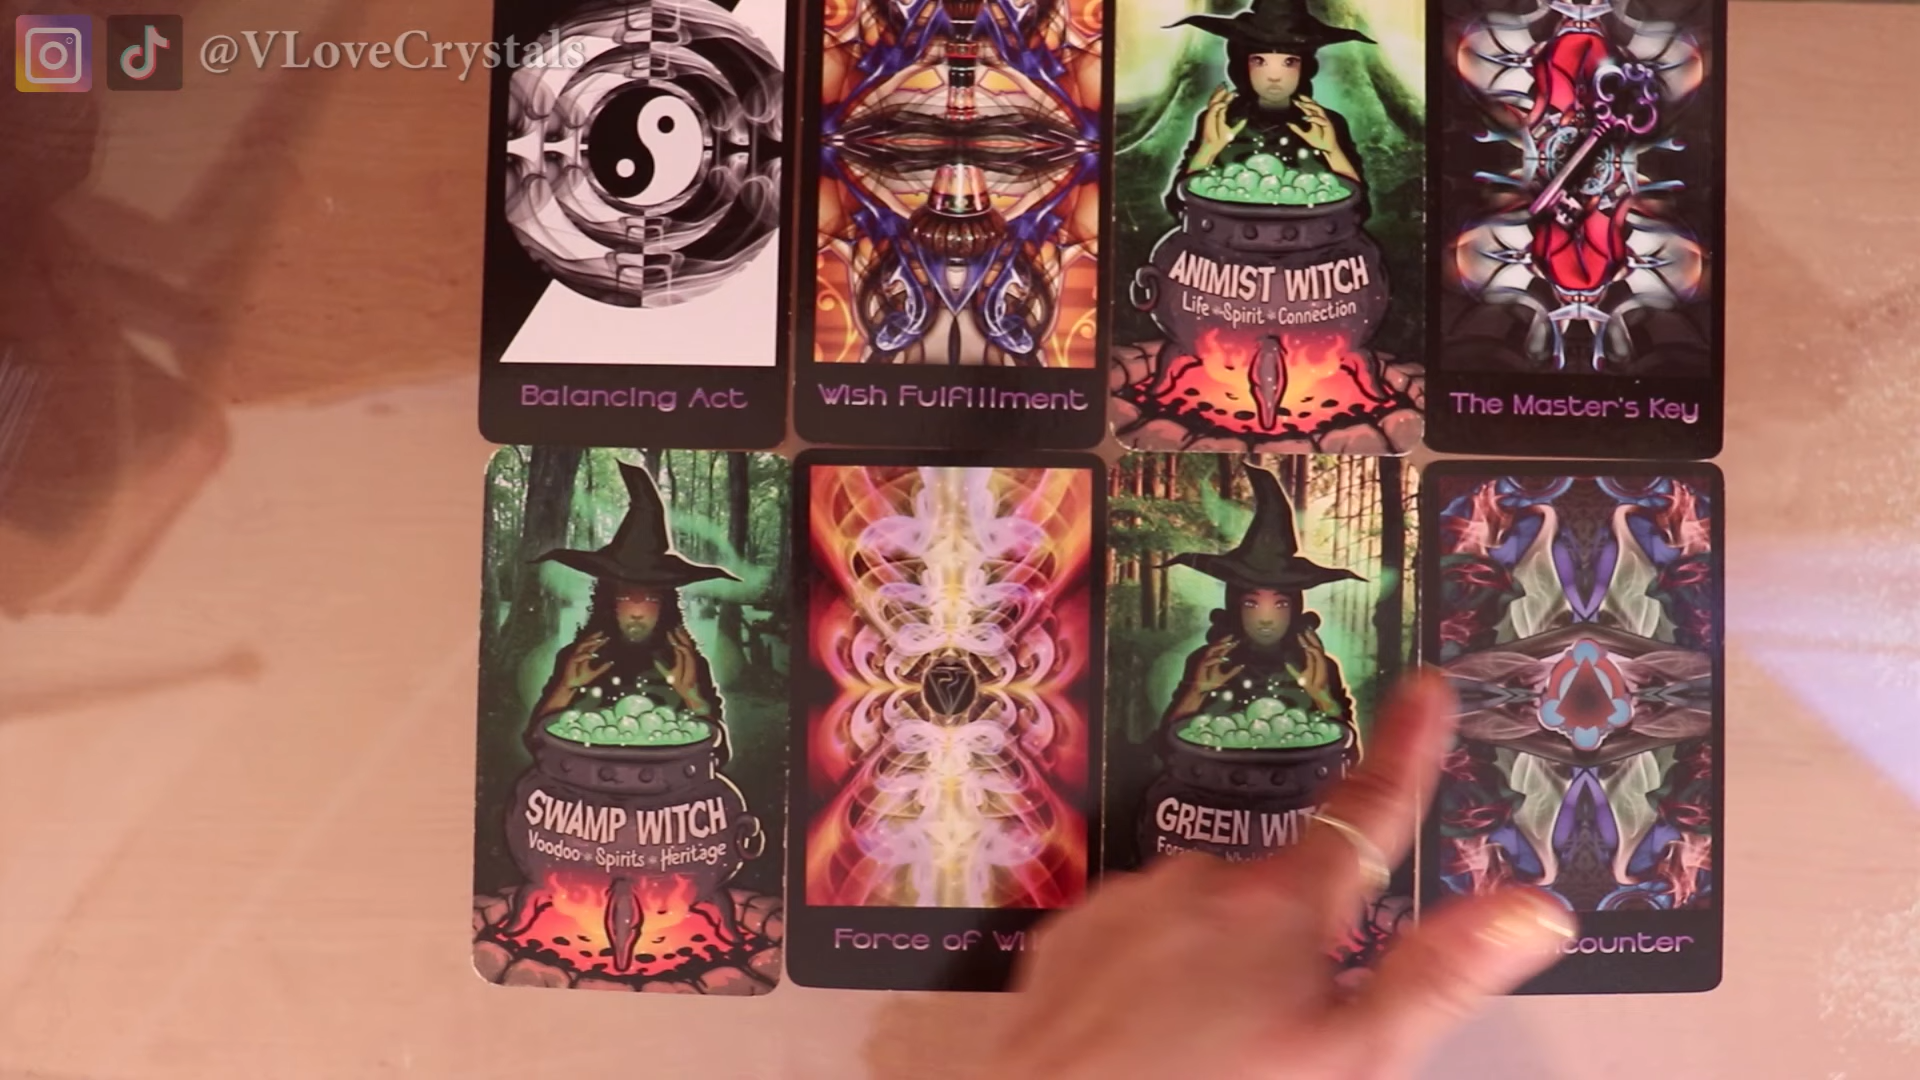 @VLoveCrystals
Balancing Act
Wish Fulfillment
ANIMIST WITCH
Life * Spirit * Connection
The Master's Key
SWAMP WITCH
Voodoo * Spirits * Heritage
Force of
GREEN